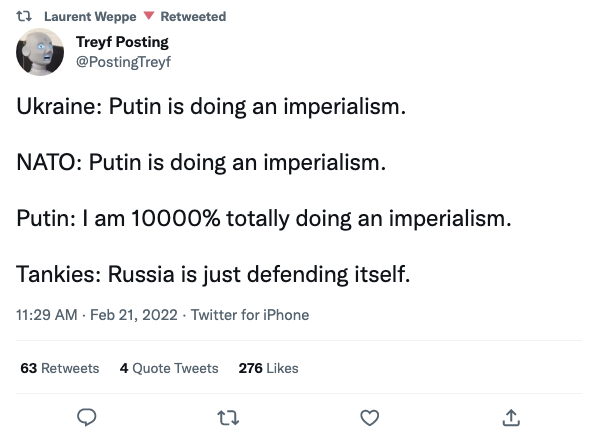 Laurent Weppe 🔻 Retweeted
Treyf Posting
@PostingTreyf
Ukraine: Putin is doing an imperialism.
NATO: Putin is doing an imperialism.
Putin: I am 10000% totally doing an imperialism.
Tankies: Russia is just defending itself.
11:29 AM · Feb 21, 2022 · Twitter for iPhone
63 Retweets 4 Quote Tweets 276 Likes